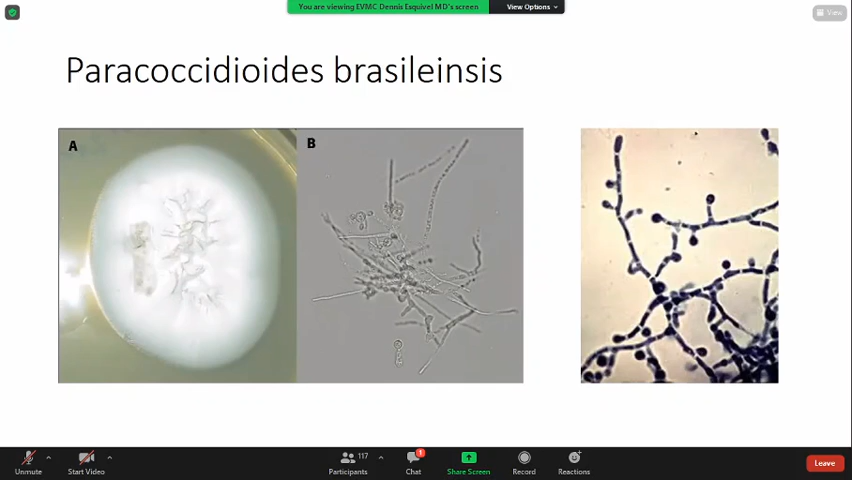 You are viewing EVMC Dennis Esquivel MD's screen
View Options
View
Paracoccidioides brasileinsis
A
B
117
1
Unmute
Start Video
Participants
Chat
Share Screen
Record
Reactions
Leave